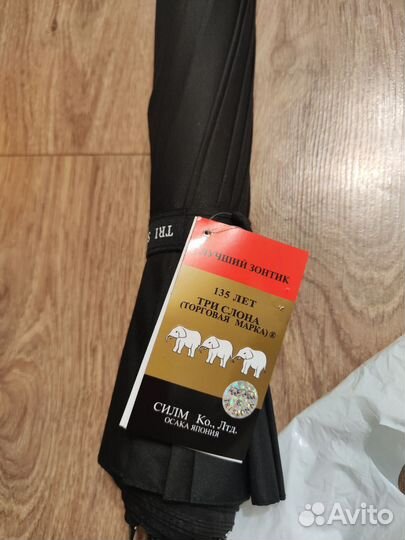 TRI S
ЛУЧШИЙ ЗОНТИК
135 ЛЕТ
ТРИ СЛОНА
(ТОРГОВАЯ МАРКА)®
СИЛМ Ко., Лтд.
ОСАКА ЯПОНИЯ
Avito